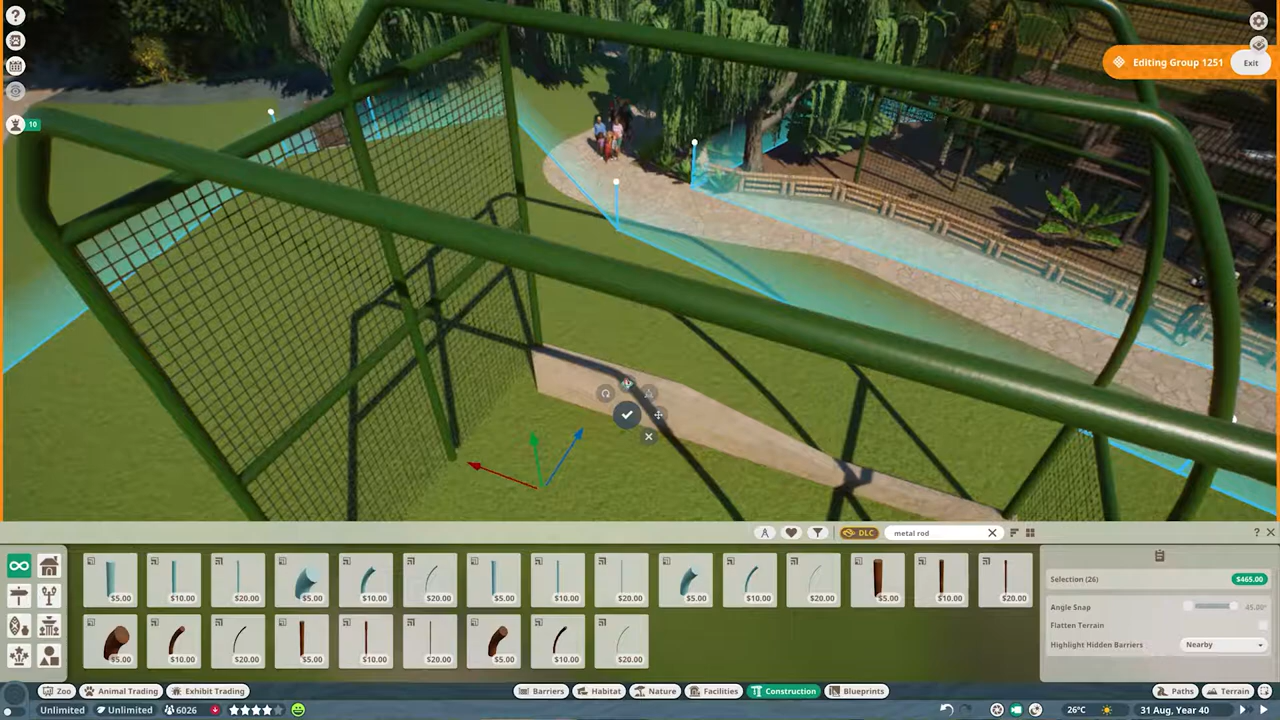 ?
Editing Group 1251
Exit
10
DLC
metal rod
?
$5.00 $10.00 $20.00 $5.00 $10.00 $20.00 $5.00 $10.00 $20.00 $5.00 $10.00 $20.00 $5.00 $10.00 $20.00
$5.00 $10.00 $20.00 $5.00 $10.00 $20.00 $5.00 $10.00 $20.00
Selection (26) $465.00
Angle Snap 45.00°
Flatten Terrain
Highlight Hidden Barriers Nearby
Zoo Animal Trading Exhibit Trading Barriers Habitat Nature Facilities Construction Blueprints Paths Terrain
Unlimited Unlimited 6026 26°C 31 Aug, Year 40